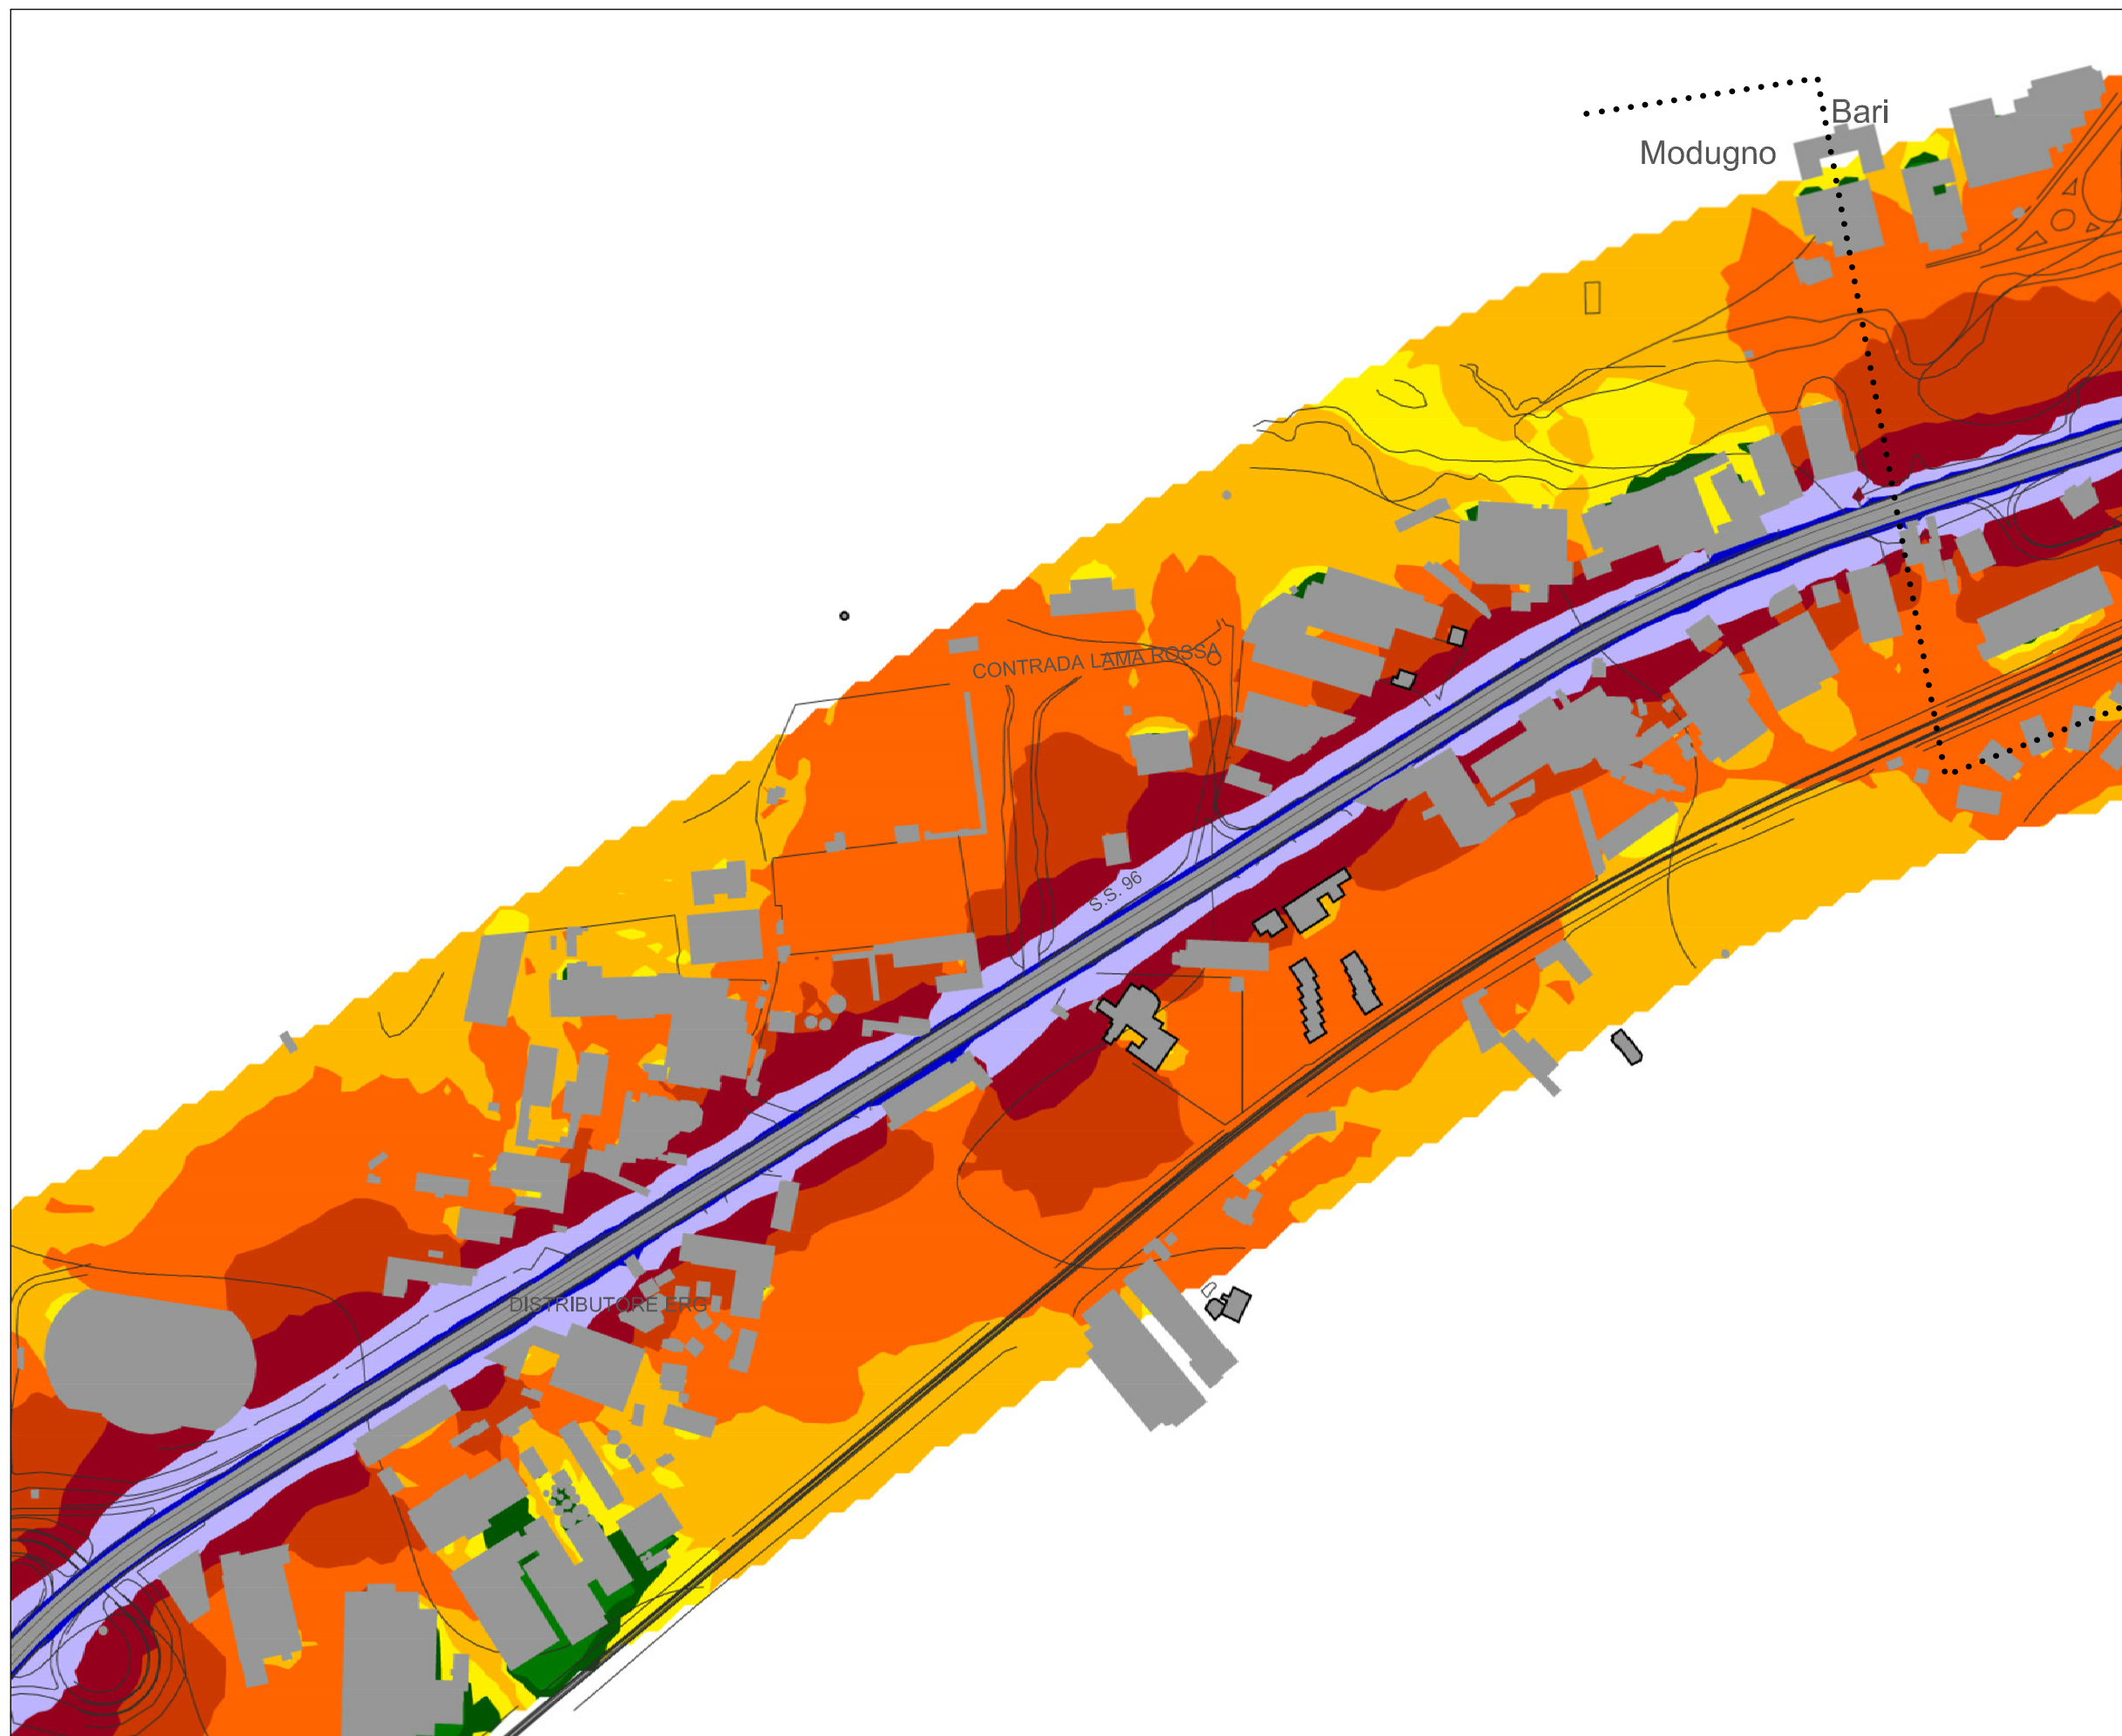 Bari
Modugno
CONTRADA LAMA ROSSA
S.S. 96
DISTRIBUTORE ERG